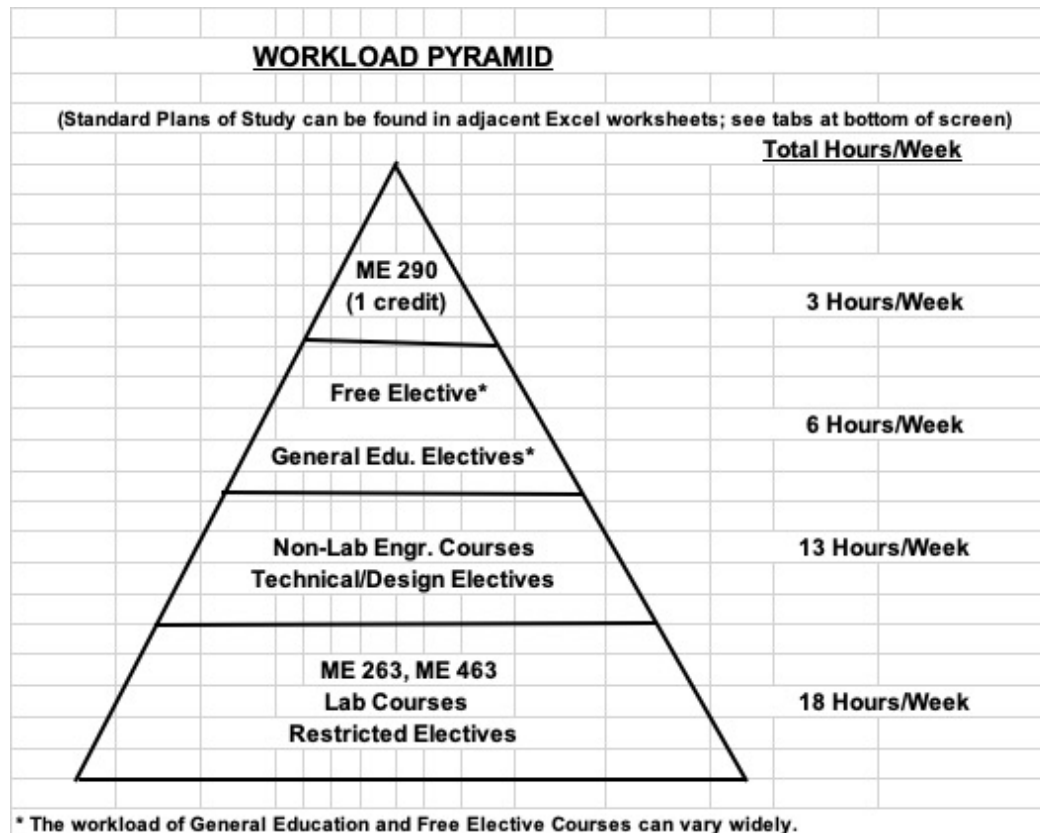 WORKLOAD PYRAMID
(Standard Plans of Study can be found in adjacent Excel worksheets; see tabs at bottom of screen)
Total Hours/Week
ME 290
(1 credit)
3 Hours/Week
Free Elective*
6 Hours/Week
General Edu. Electives*
Non-Lab Engr. Courses
13 Hours/Week
Technical/Design Electives
ME 263, ME 463
Lab Courses
18 Hours/Week
Restricted Electives
* The workload of General Education and Free Elective Courses can vary widely.